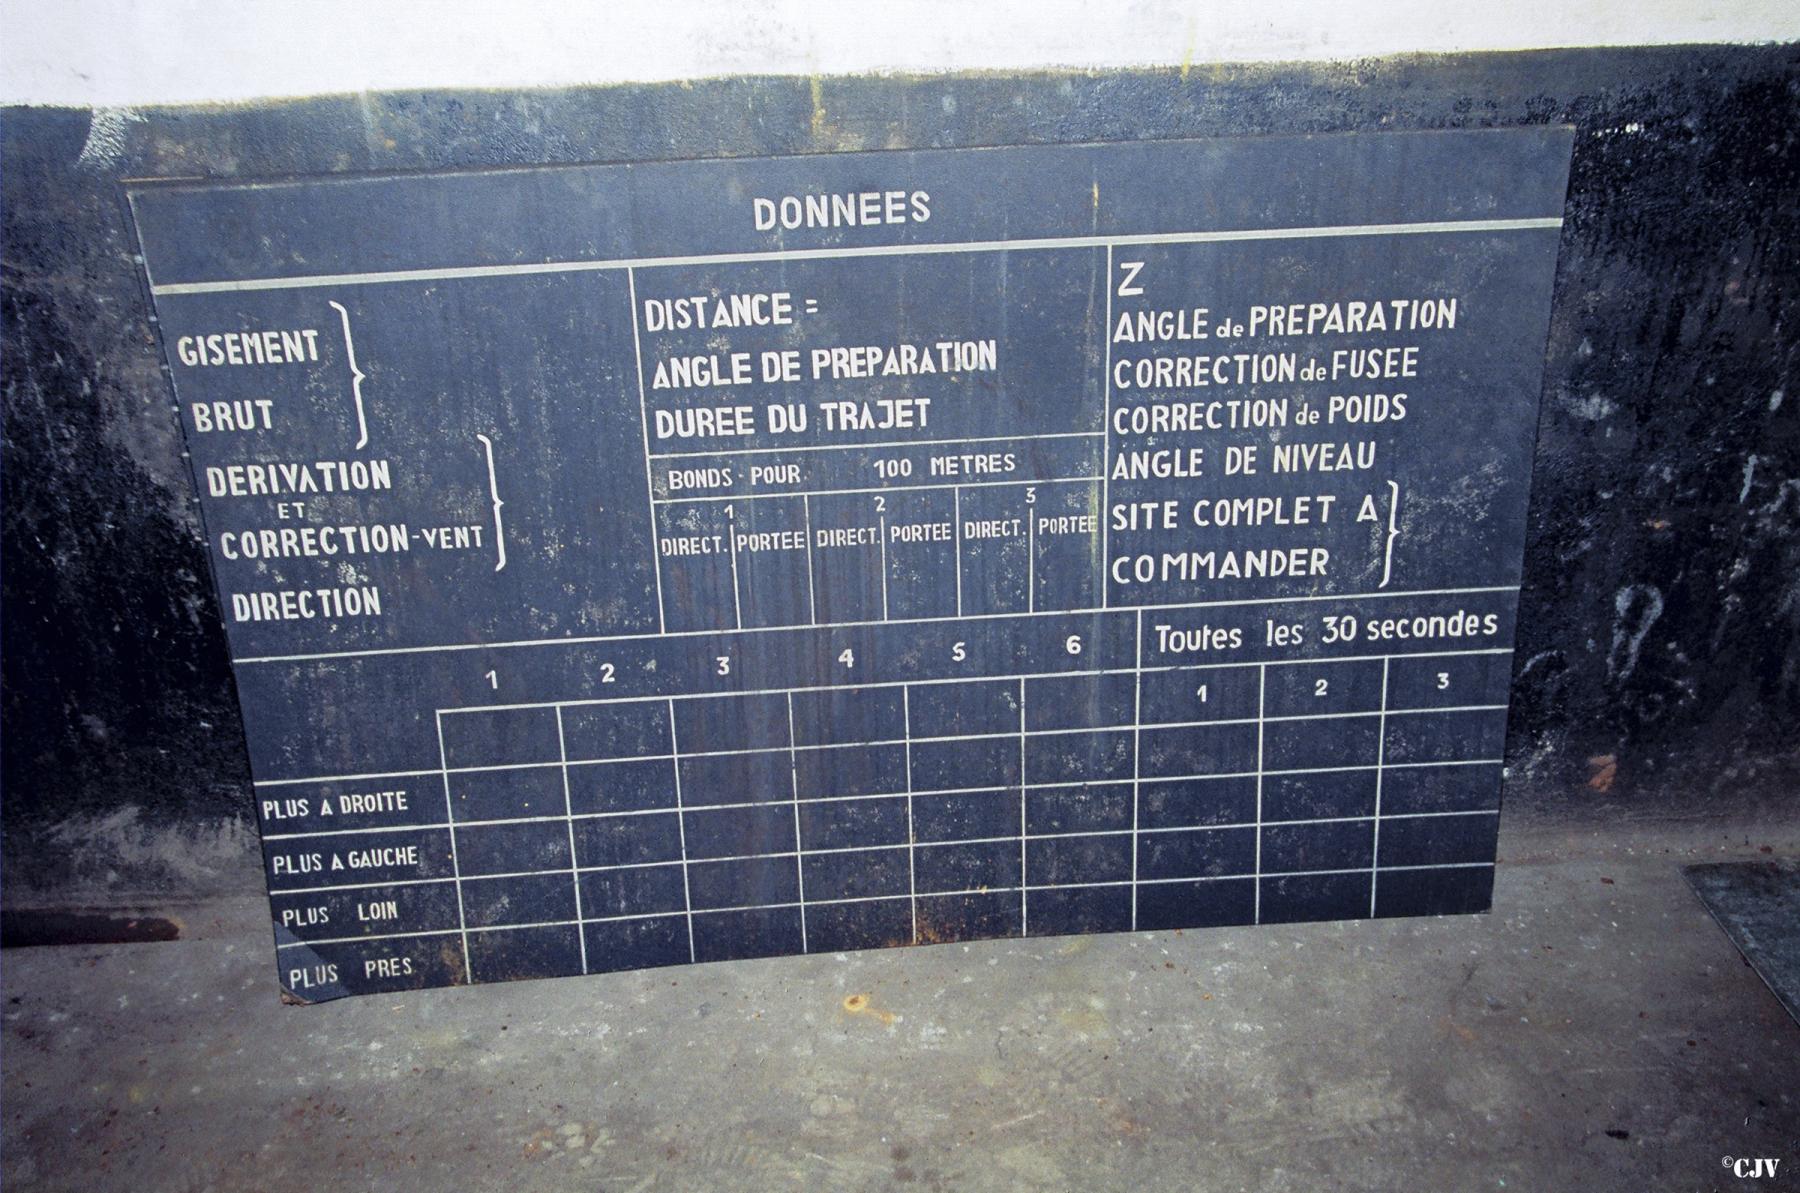 DONNEES
GISEMENT
BRUT
DERIVATION
ET
CORRECTION-VENT
DIRECTION
DISTANCE =
ANGLE DE PREPARATION
DUREE DU TRAJET
BONDS · POUR 100 METRES
1 2 3
DIRECT. PORTEE DIRECT. PORTEE DIRECT. PORTEE
Z
ANGLE de PREPARATION
CORRECTION de FUSEE
CORRECTION de POIDS
ANGLE DE NIVEAU
SITE COMPLET A
COMMANDER
1 2 3 4 5 6
Toutes les 30 secondes
1 2 3
PLUS A DROITE
PLUS A GAUCHE
PLUS LOIN
PLUS PRES
©CJV